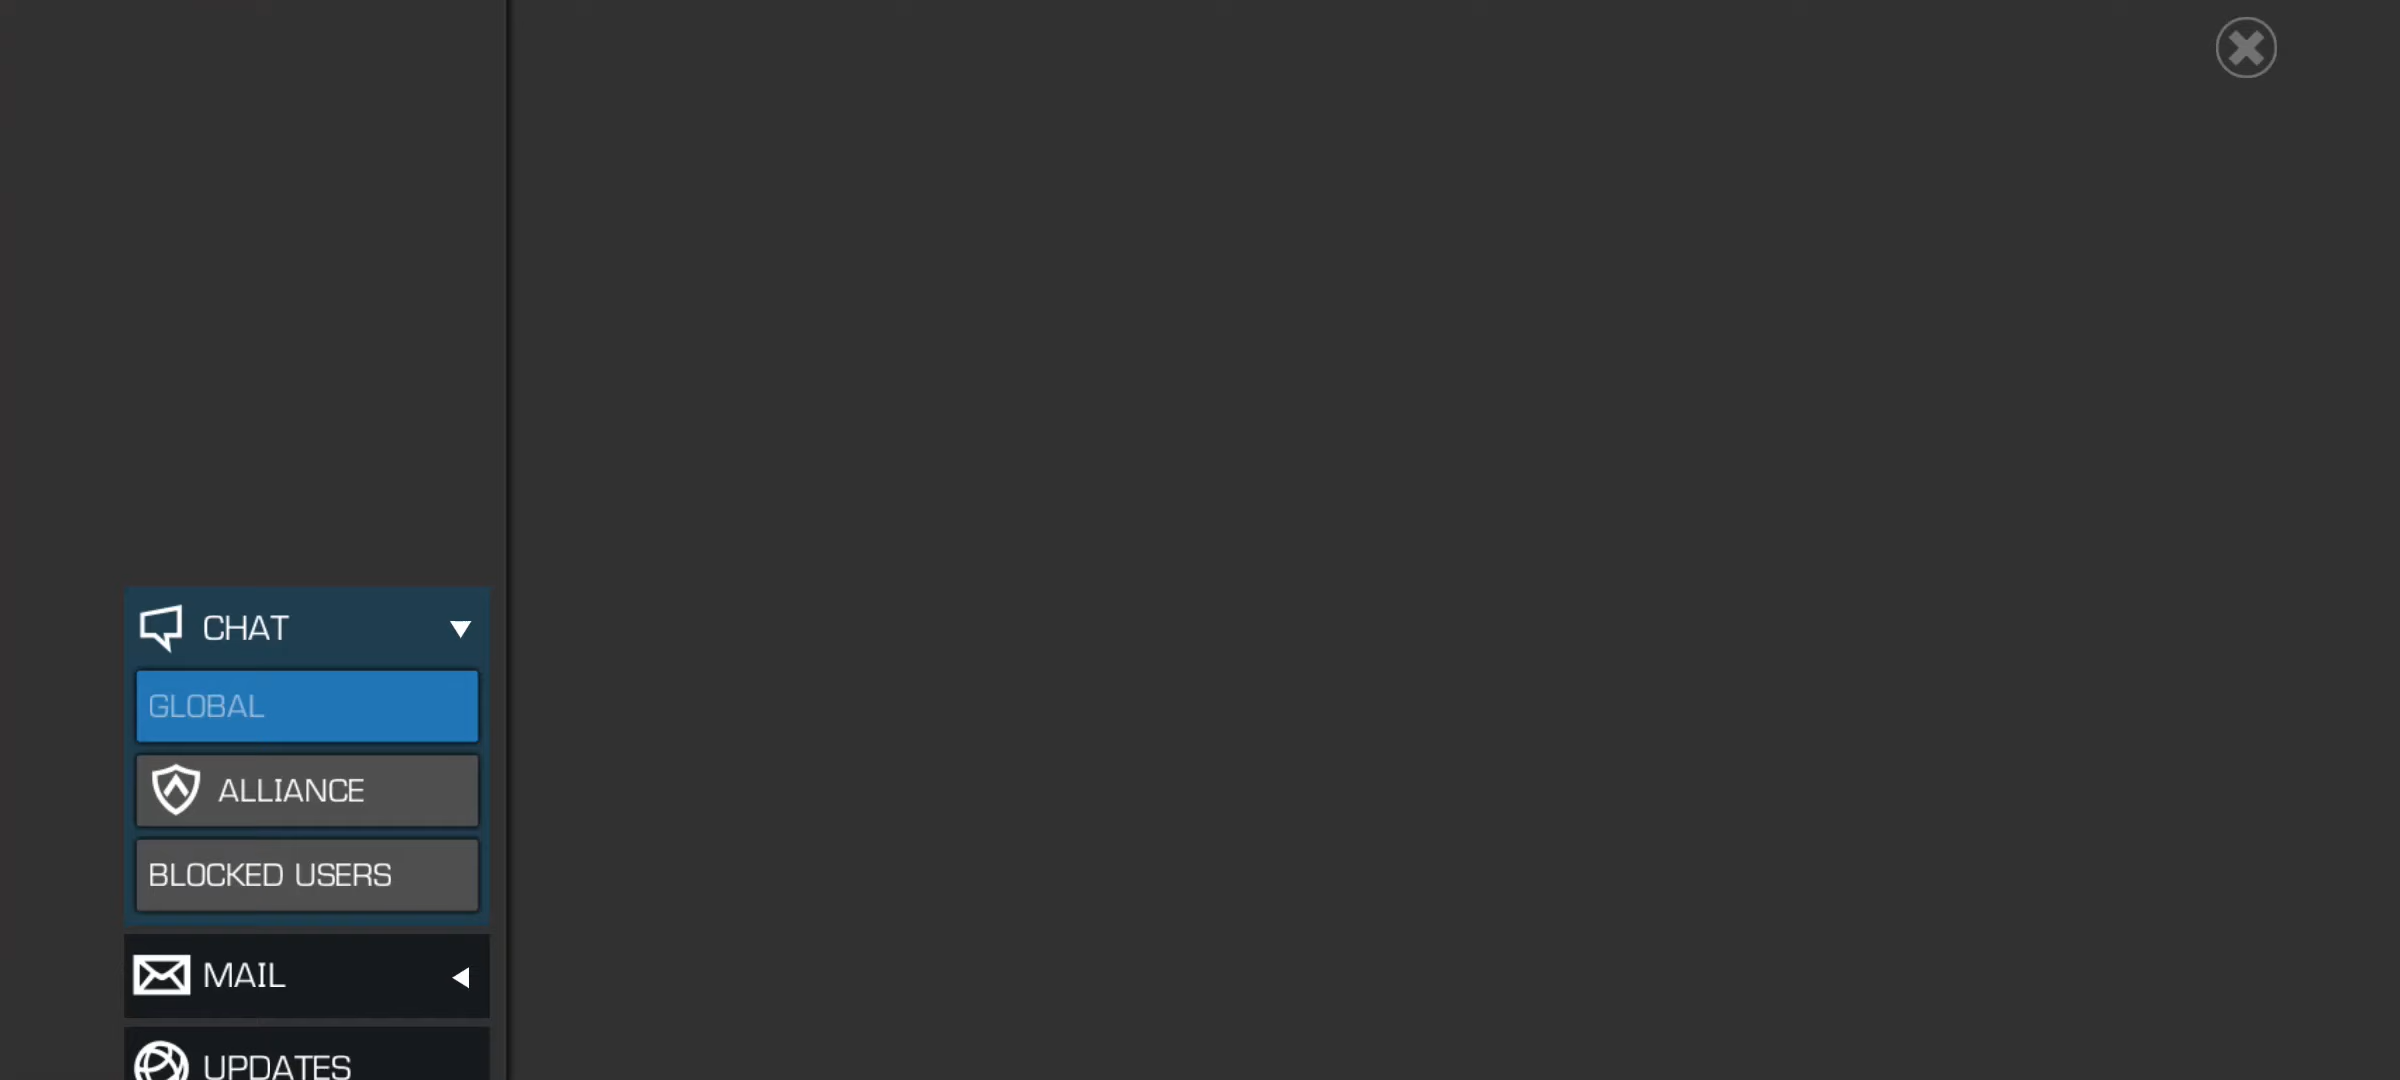 CHAT
GLOBAL
ALLIANCE
BLOCKED USERS
MAIL
UPDATES